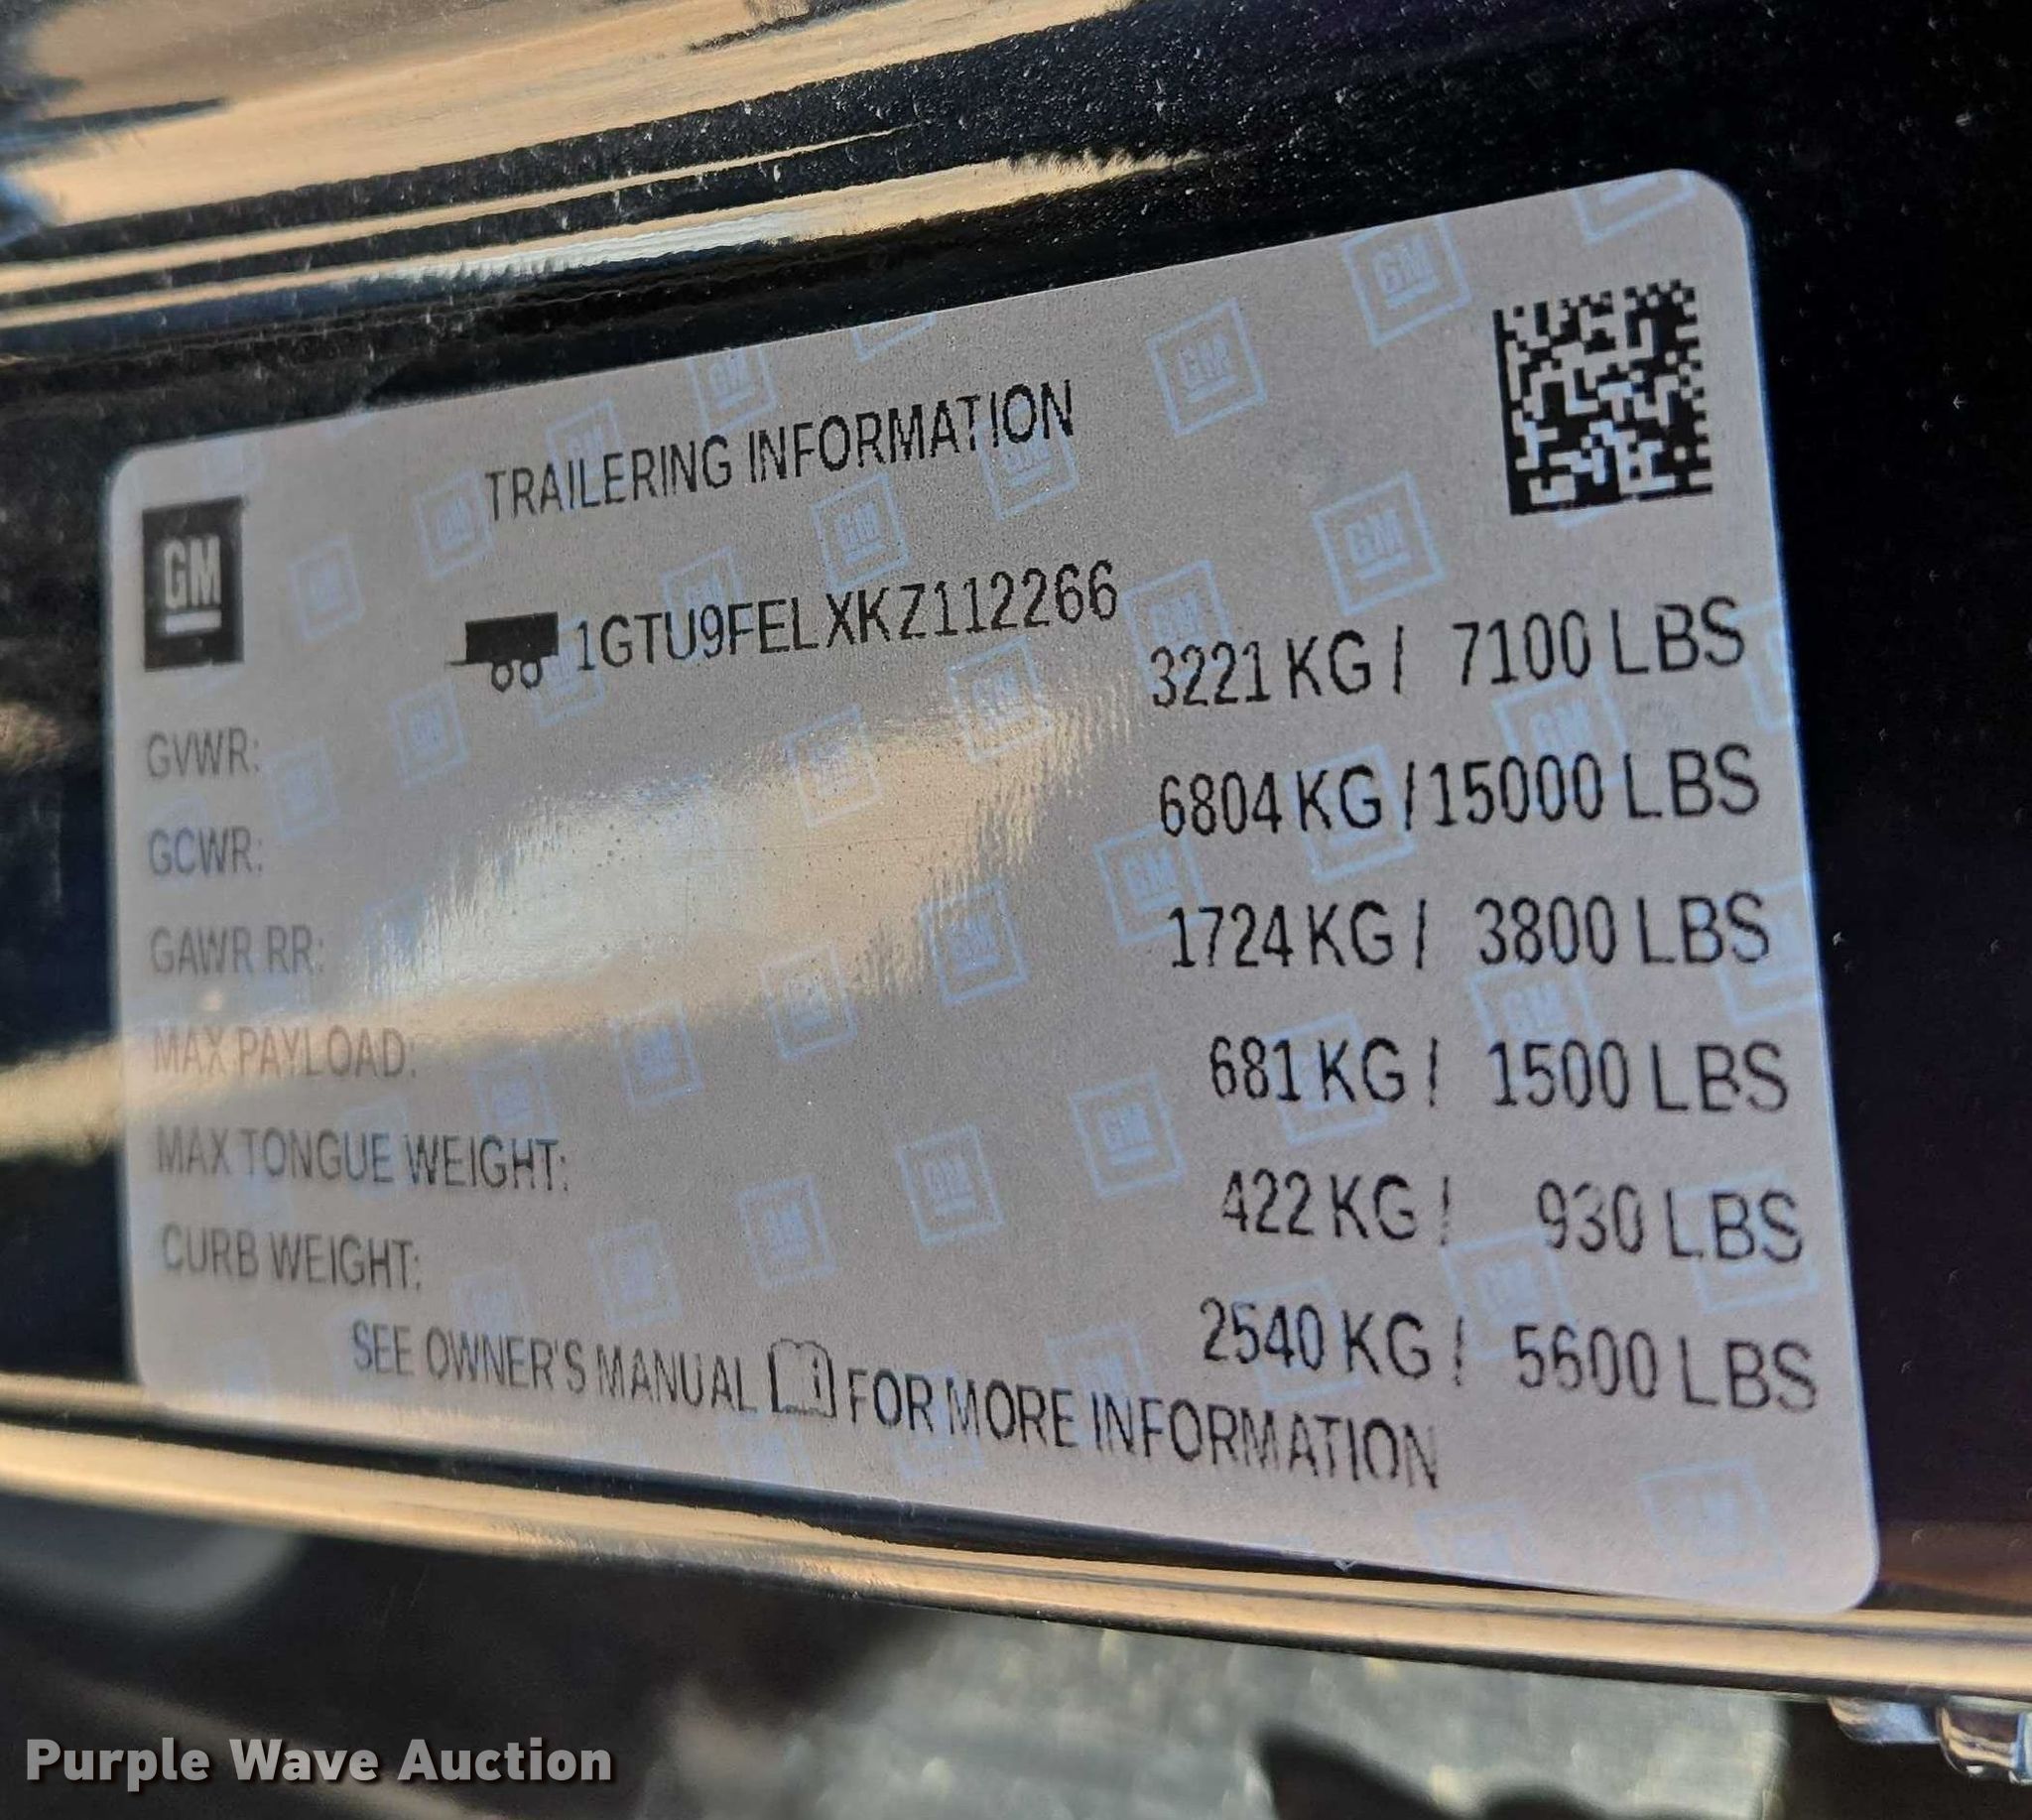 TRAILERING INFORMATION
GM
1GTU9FELXKZ112266
GVWR: 3221 KG / 7100 LBS
GCWR: 6804 KG / 15000 LBS
GAWR RR: 1724 KG / 3800 LBS
MAX PAYLOAD: 681 KG / 1500 LBS
MAX TONGUE WEIGHT: 422 KG / 930 LBS
CURB WEIGHT: 2540 KG / 5600 LBS
SEE OWNER'S MANUAL FOR MORE INFORMATION
Purple Wave Auction